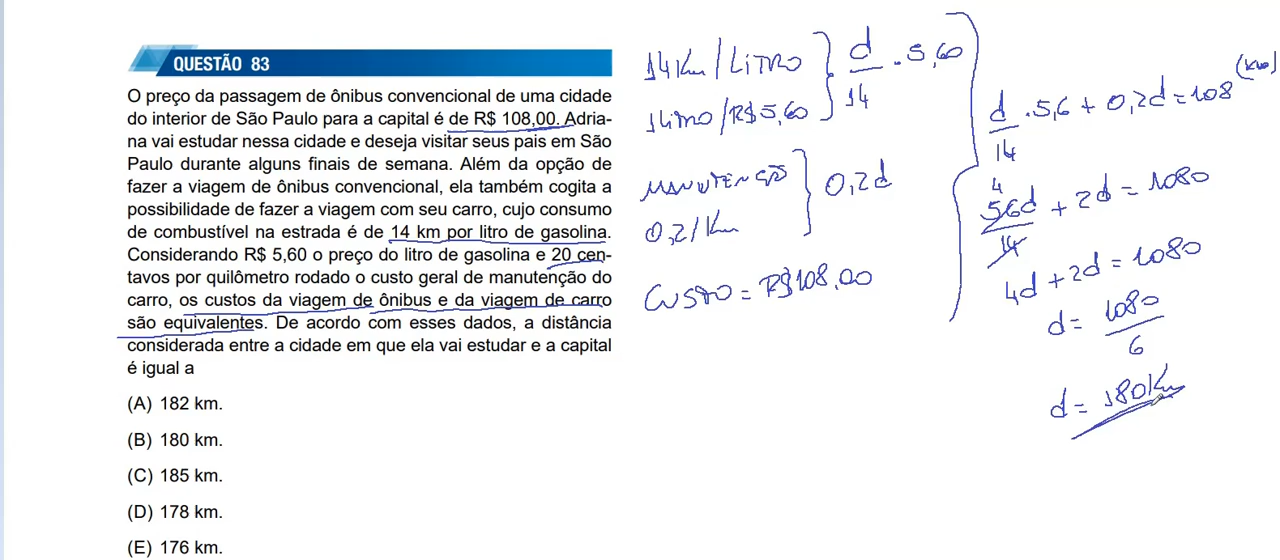 QUESTÃO 83
O preço da passagem de ônibus convencional de uma cidade
do interior de São Paulo para a capital é de R$ 108,00. Adria-
na vai estudar nessa cidade e deseja visitar seus pais em São
Paulo durante alguns finais de semana. Além da opção de
fazer a viagem de ônibus convencional, ela também cogita a
possibilidade de fazer a viagem com seu carro, cujo consumo
de combustível na estrada é de 14 km por litro de gasolina.
Considerando R$ 5,60 o preço do litro de gasolina e 20 cen-
tavos por quilômetro rodado o custo geral de manutenção do
carro, os custos da viagem de ônibus e da viagem de carro
são equivalentes. De acordo com esses dados, a distância
considerada entre a cidade em que ela vai estudar e a capital
é igual a
(A) 182 km.
(B) 180 km.
(C) 185 km.
(D) 178 km.
(E) 176 km.
14 Km / LITRO
1 LITRO / R$ 5,60
d/14 . 5,60
MANUTENÇÃO
0,2 / Km
0,2d
CUSTO = R$ 108,00
d/14 . 5,6 + 0,2d = 108 (x10)
4
56d/14 + 2d = 1080
4d + 2d = 1080
d = 1080/6
d = 180 Km